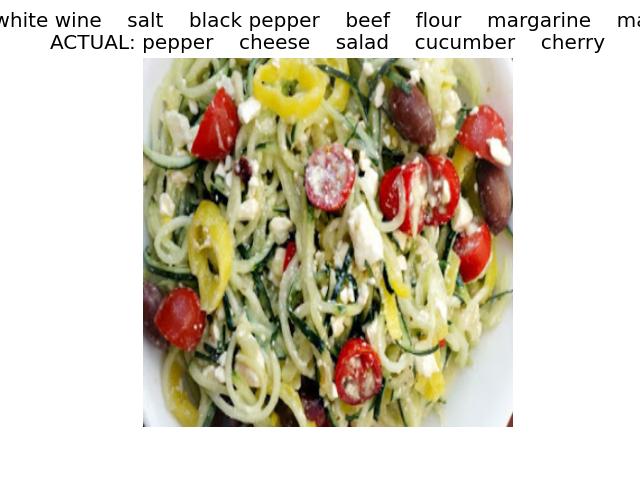 white wine salt black pepper beef flour margarine
ACTUAL: pepper cheese salad cucumber cherry